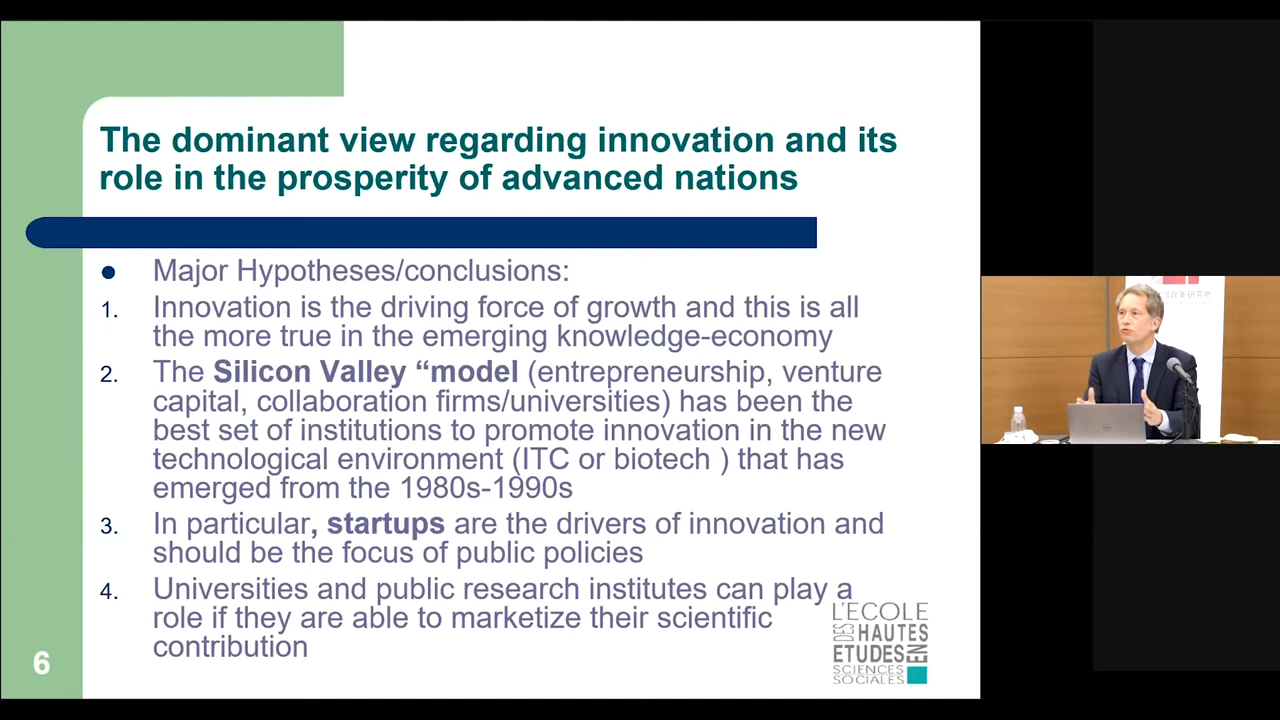 The dominant view regarding innovation and its
role in the prosperity of advanced nations
Major Hypotheses/conclusions:
1. Innovation is the driving force of growth and this is all
the more true in the emerging knowledge-economy
2. The Silicon Valley “model (entrepreneurship, venture
capital, collaboration firms/universities) has been the
best set of institutions to promote innovation in the new
technological environment (ITC or biotech ) that has
emerged from the 1980s-1990s
3. In particular, startups are the drivers of innovation and
should be the focus of public policies
4. Universities and public research institutes can play a
role if they are able to marketize their scientific
contribution
6
L'ECOLE
DES HAUTES
ETUDES EN
SCIENCES
SOCIALES